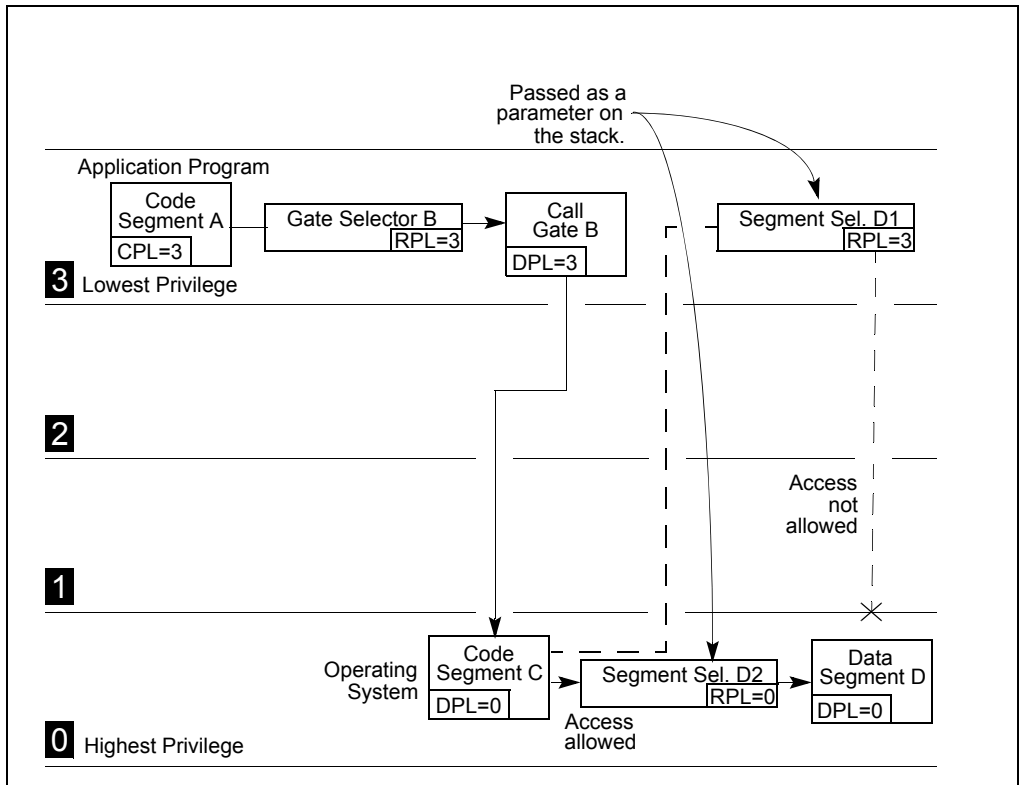 Passed as a
parameter on
the stack.
Application Program
Code
Segment A
CPL=3
Gate Selector B
RPL=3
Call
Gate B
DPL=3
Segment Sel. D1
RPL=3
3 Lowest Privilege
2
Access
not
allowed
1
Operating
System
Code
Segment C
DPL=0
Access
allowed
Segment Sel. D2
RPL=0
Data
Segment D
DPL=0
0 Highest Privilege